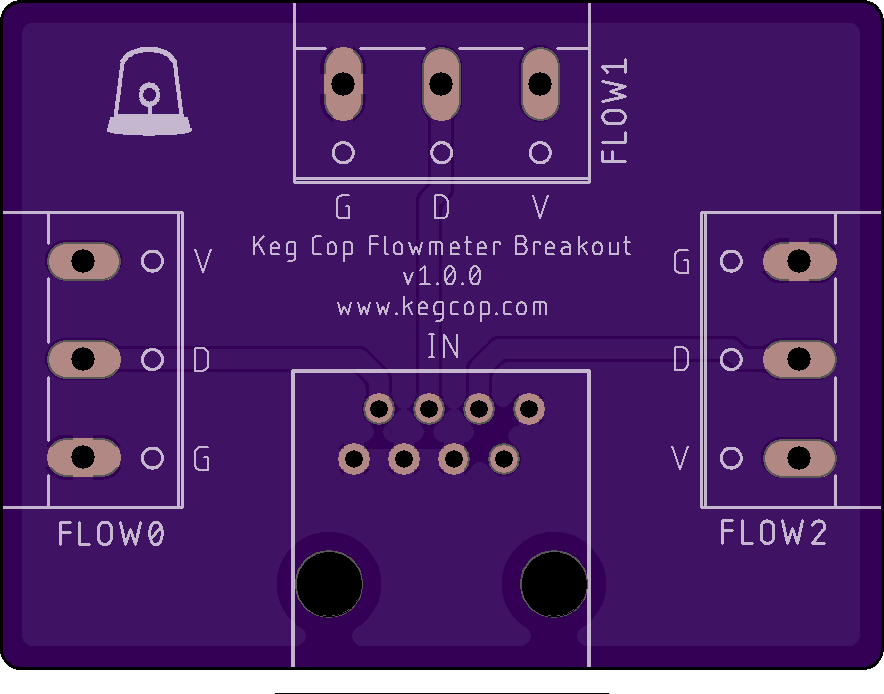 FLOW1
G D V
Keg Cop Flowmeter Breakout
v1.0.0
www.kegcop.com
IN
V
D
G
FLOW0
G
D
V
FLOW2